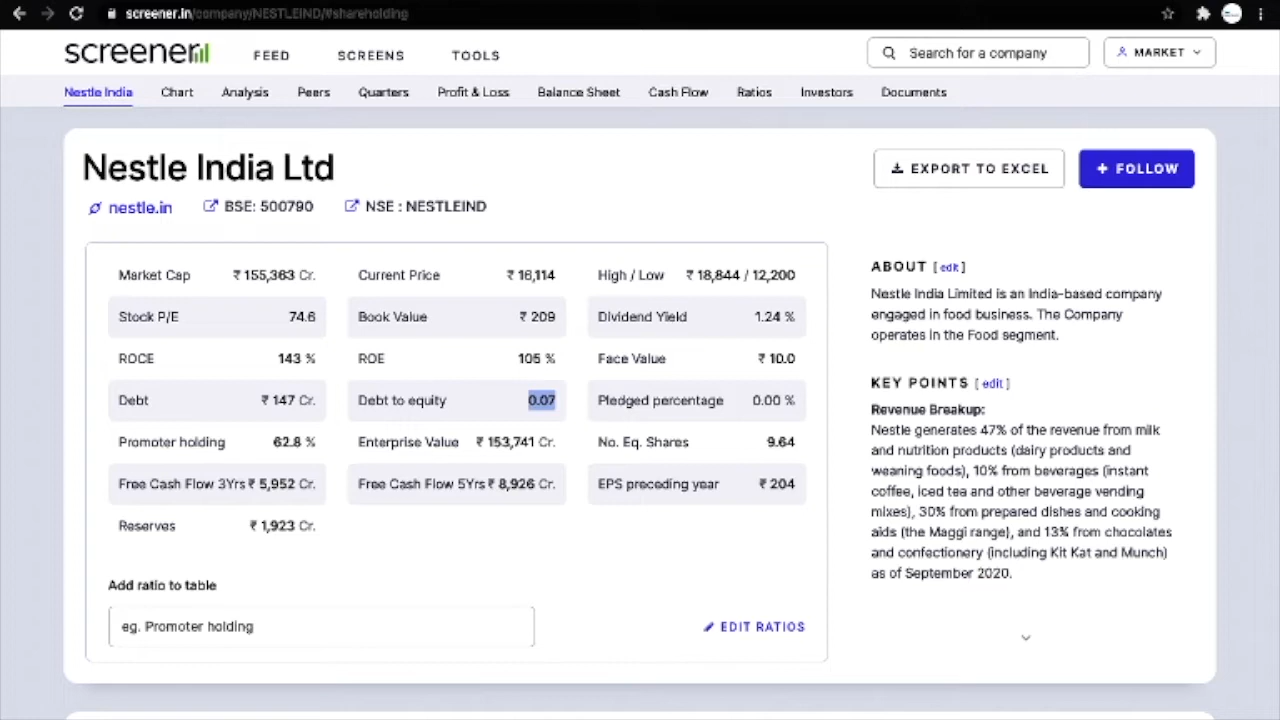 screener.in/company/NESTLEIND/#shareholding
screener
FEED SCREENS TOOLS
Search for a company
MARKET
Nestle India Chart Analysis Peers Quarters Profit & Loss Balance Sheet Cash Flow Ratios Investors Documents
Nestle India Ltd
EXPORT TO EXCEL
+ FOLLOW
nestle.in BSE: 500790 NSE : NESTLEIND
Market Cap ₹ 155,363 Cr. Current Price ₹ 16,114 High / Low ₹ 18,844 / 12,200
Stock P/E 74.6 Book Value ₹ 209 Dividend Yield 1.24 %
ROCE 143 % ROE 105 % Face Value ₹ 10.0
Debt ₹ 147 Cr. Debt to equity 0.07 Pledged percentage 0.00 %
Promoter holding 62.8 % Enterprise Value ₹ 153,741 Cr. No. Eq. Shares 9.64
Free Cash Flow 3Yrs ₹ 5,952 Cr. Free Cash Flow 5Yrs ₹ 8,926 Cr. EPS preceding year ₹ 204
Reserves ₹ 1,923 Cr.
Add ratio to table
eg. Promoter holding
EDIT RATIOS
ABOUT [ edit ]
Nestle India Limited is an India-based company
engaged in food business. The Company
operates in the Food segment.
KEY POINTS [ edit ]
Revenue Breakup:
Nestle generates 47% of the revenue from milk
and nutrition products (dairy products and
weaning foods), 10% from beverages (instant
coffee, iced tea and other beverage vending
mixes), 30% from prepared dishes and cooking
aids (the Maggi range), and 13% from chocolates
and confectionery (including Kit Kat and Munch)
as of September 2020.